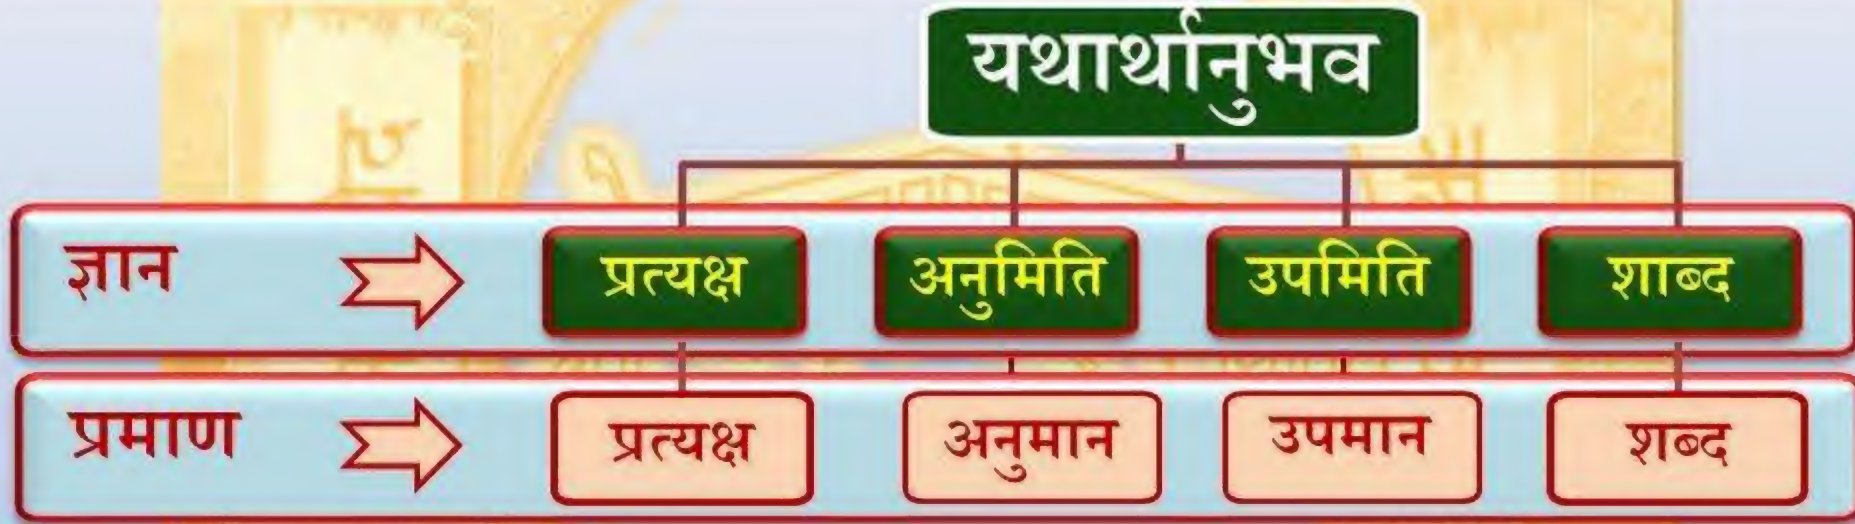 यथार्थानुभव
ज्ञान प्रत्यक्ष अनुमिति उपमिति शाब्द
प्रमाण प्रत्यक्ष अनुमान उपमान शब्द